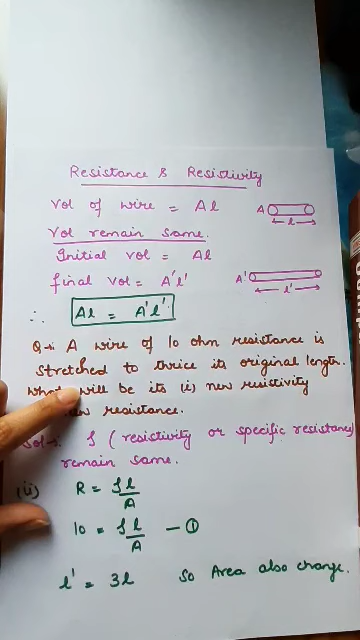 Resistance & Resistivity
Vol of wire = Al
A
l
Vol remain same.
Initial vol = Al
final vol = A'l'
A'
l'
∴ Al = A'l'
Q→: A wire of 10 ohm resistance is
stretched to thrice its original length.
What will be its (i) new resistivity
new resistance.
Sol→: ρ (resistivity or specific resistance)
remain same.
(ii) R = ρl/A
10 = ρl/A — ①
l' = 3l so Area also change.